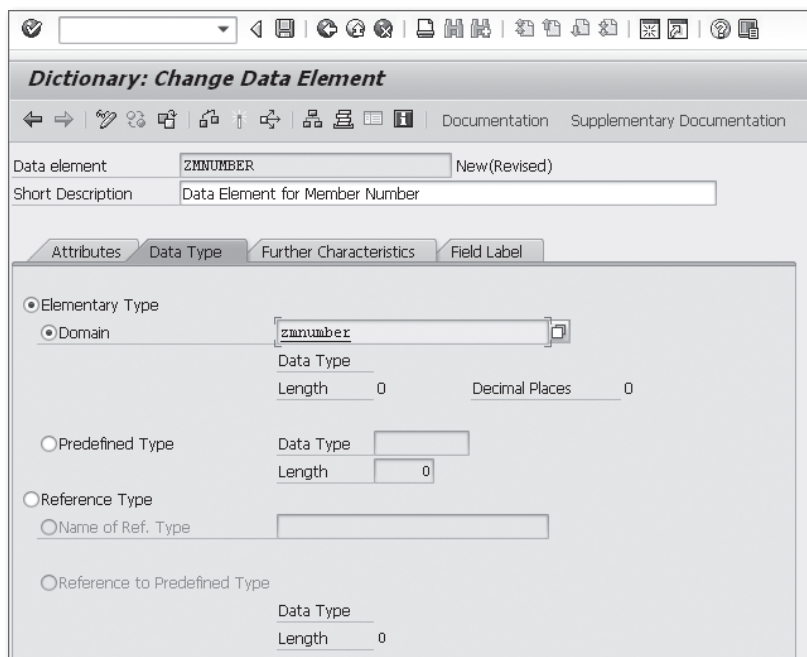 Dictionary: Change Data Element
Documentation Supplementary Documentation
Data element ZMNUMBER New(Revised)
Short Description Data Element for Member Number
Attributes Data Type Further Characteristics Field Label
Elementary Type
Domain zmnumber
Data Type
Length 0 Decimal Places 0
Predefined Type Data Type
Length 0
Reference Type
Name of Ref. Type
Reference to Predefined Type
Data Type
Length 0